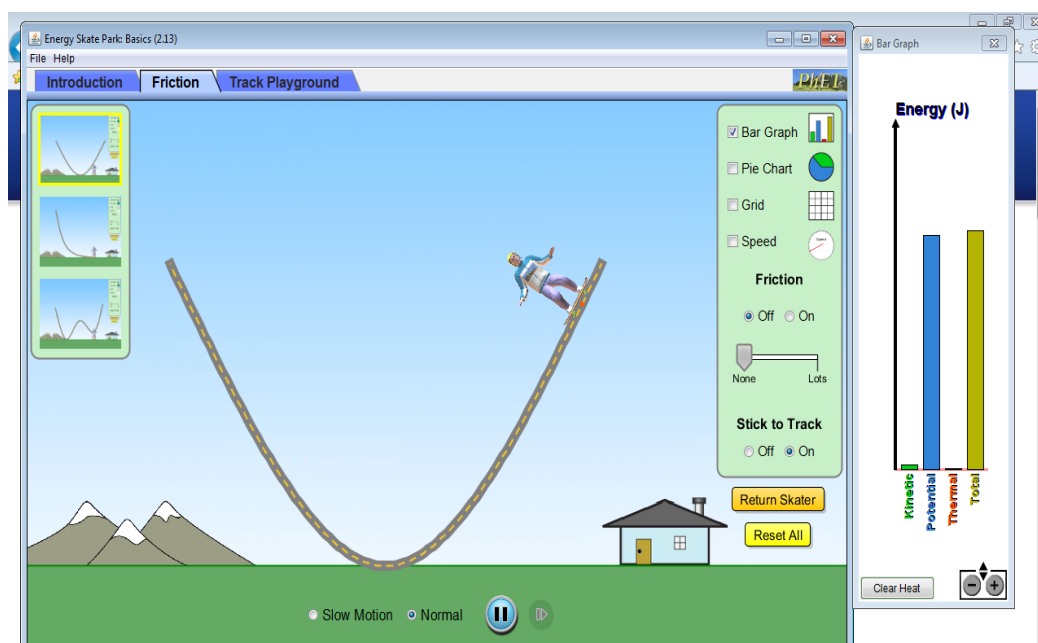 Energy Skate Park: Basics (2.13)
File Help
Introduction Friction Track Playground
PhET
Bar Graph
Pie Chart
Grid
Speed
Friction
Off On
None Lots
Stick to Track
Off On
Return Skater
Reset All
Slow Motion Normal
Bar Graph
Energy (J)
Kinetic
Potential
Thermal
Total
Clear Heat